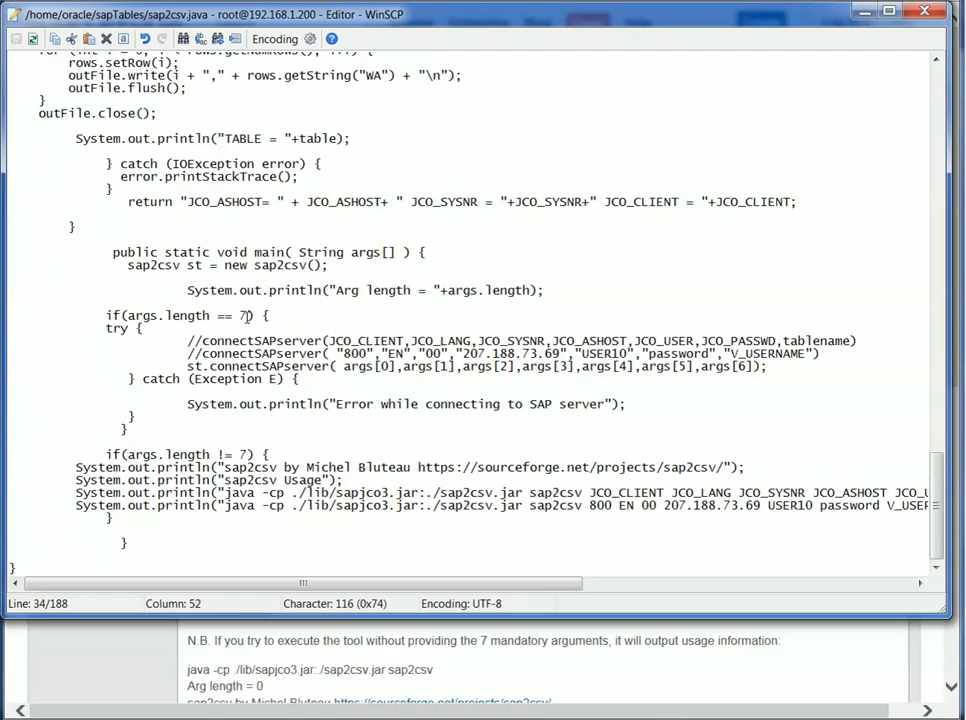 /home/oracle/sapTables/sap2csv.java - root@192.168.1.200 - Editor - WinSCP
Encoding
rows.setRow(i);
outFile.write(i + "," + rows.getString("WA") + "\n");
outFile.flush();
}
outFile.close();
System.out.println("TABLE = "+table);
} catch (IOException error) {
error.printStackTrace();
}
return "JCO_ASHOST= " + JCO_ASHOST+ " JCO_SYSNR = "+JCO_SYSNR+" JCO_CLIENT = "+JCO_CLIENT;
}
public static void main( String args[] ) {
sap2csv st = new sap2csv();
System.out.println("Arg length = "+args.length);
if(args.length == 7) {
try {
//connectSAPserver(JCO_CLIENT,JCO_LANG,JCO_SYSNR,JCO_ASHOST,JCO_USER,JCO_PASSWD,tablename)
//connectSAPserver( "800","EN","00","207.188.73.69","USER10","password","V_USERNAME")
st.connectSAPserver( args[0],args[1],args[2],args[3],args[4],args[5],args[6]);
} catch (Exception E) {
System.out.println("Error while connecting to SAP server");
}
}
if(args.length != 7) {
System.out.println("sap2csv by Michel Bluteau https://sourceforge.net/projects/sap2csv/");
System.out.println("sap2csv Usage");
System.out.println("java -cp ./lib/sapjco3.jar:./sap2csv.jar sap2csv JCO_CLIENT JCO_LANG JCO_SYSNR JCO_ASHOST
System.out.println("java -cp ./lib/sapjco3.jar:./sap2csv.jar sap2csv 800 EN 00 207.188.73.69 USER10 password
}
}
}
Line: 34/188 Column: 52 Character: 116 (0x74) Encoding: UTF-8
N.B. If you try to execute the tool without providing the 7 mandatory arguments, it will output usage information:
java -cp ./lib/sapjco3.jar:./sap2csv.jar sap2csv
Arg length = 0
sap2csv by Michel Bluteau https://sourceforge.net/projects/sap2csv/